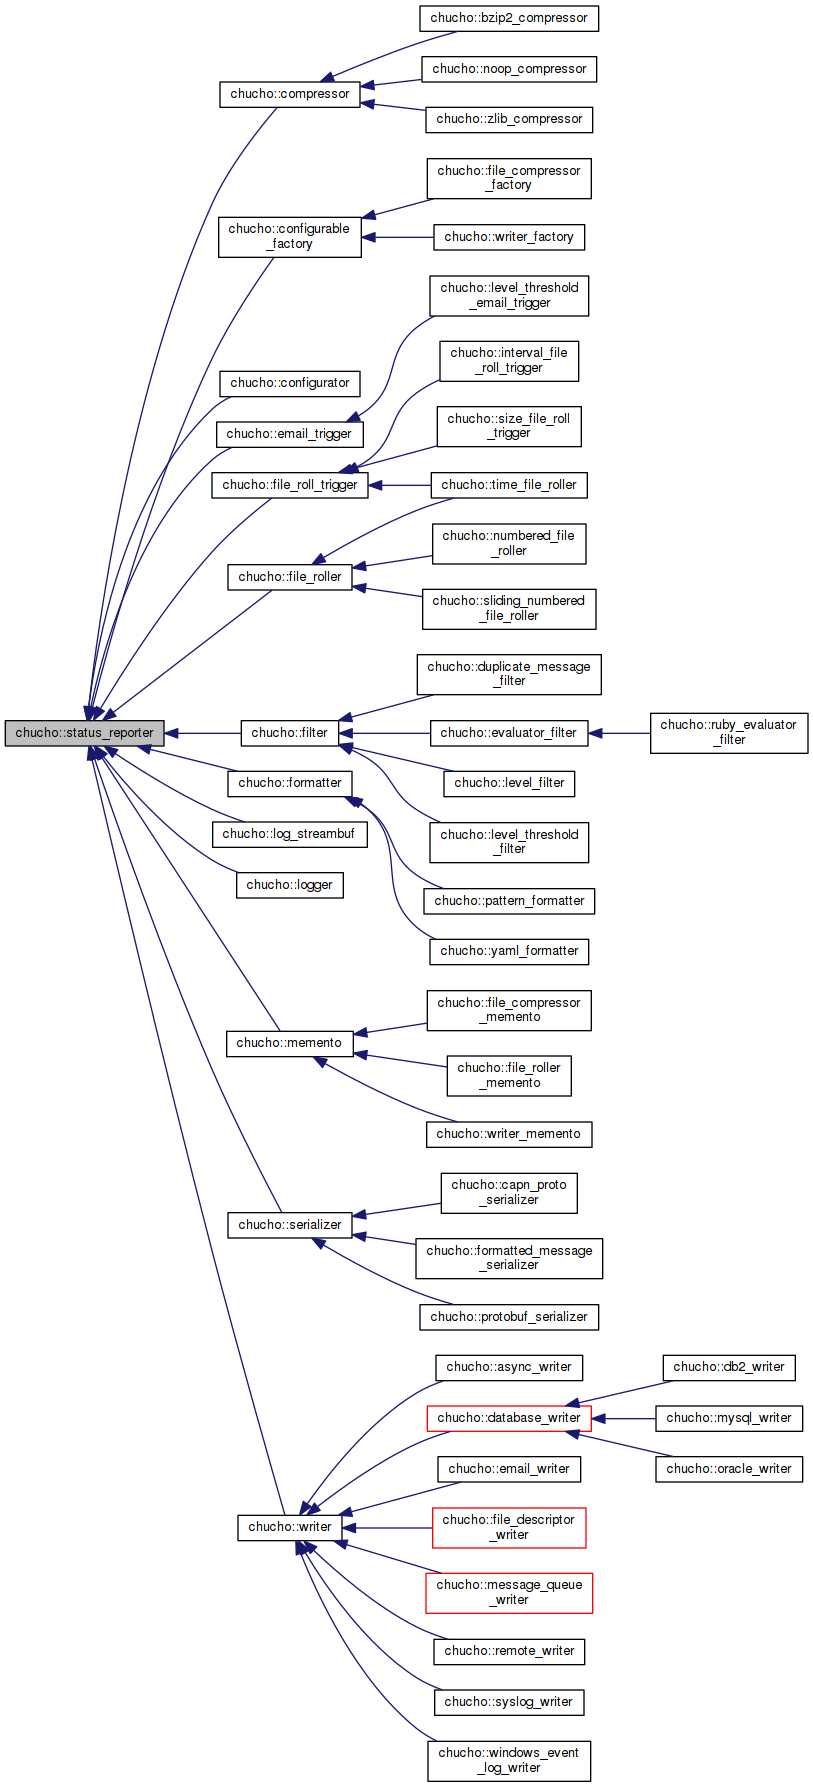 chucho::bzip2_compressor
chucho::noop_compressor
chucho::compressor
chucho::zlib_compressor
chucho::file_compressor
_factory
chucho::configurable
_factory
chucho::writer_factory
chucho::level_threshold
_email_trigger
chucho::interval_file
_roll_trigger
chucho::configurator
chucho::size_file_roll
_trigger
chucho::email_trigger
chucho::file_roll_trigger
chucho::time_file_roller
chucho::numbered_file
_roller
chucho::file_roller
chucho::sliding_numbered
_file_roller
chucho::duplicate_message
_filter
chucho::status_reporter
chucho::filter
chucho::evaluator_filter
chucho::ruby_evaluator
_filter
chucho::formatter
chucho::level_filter
chucho::log_streambuf
chucho::level_threshold
_filter
chucho::logger
chucho::pattern_formatter
chucho::yaml_formatter
chucho::file_compressor
_memento
chucho::memento
chucho::file_roller
_memento
chucho::writer_memento
chucho::capn_proto
_serializer
chucho::serializer
chucho::formatted_message
_serializer
chucho::protobuf_serializer
chucho::async_writer
chucho::db2_writer
chucho::database_writer
chucho::mysql_writer
chucho::email_writer
chucho::oracle_writer
chucho::writer
chucho::file_descriptor
_writer
chucho::message_queue
_writer
chucho::remote_writer
chucho::syslog_writer
chucho::windows_event
_log_writer